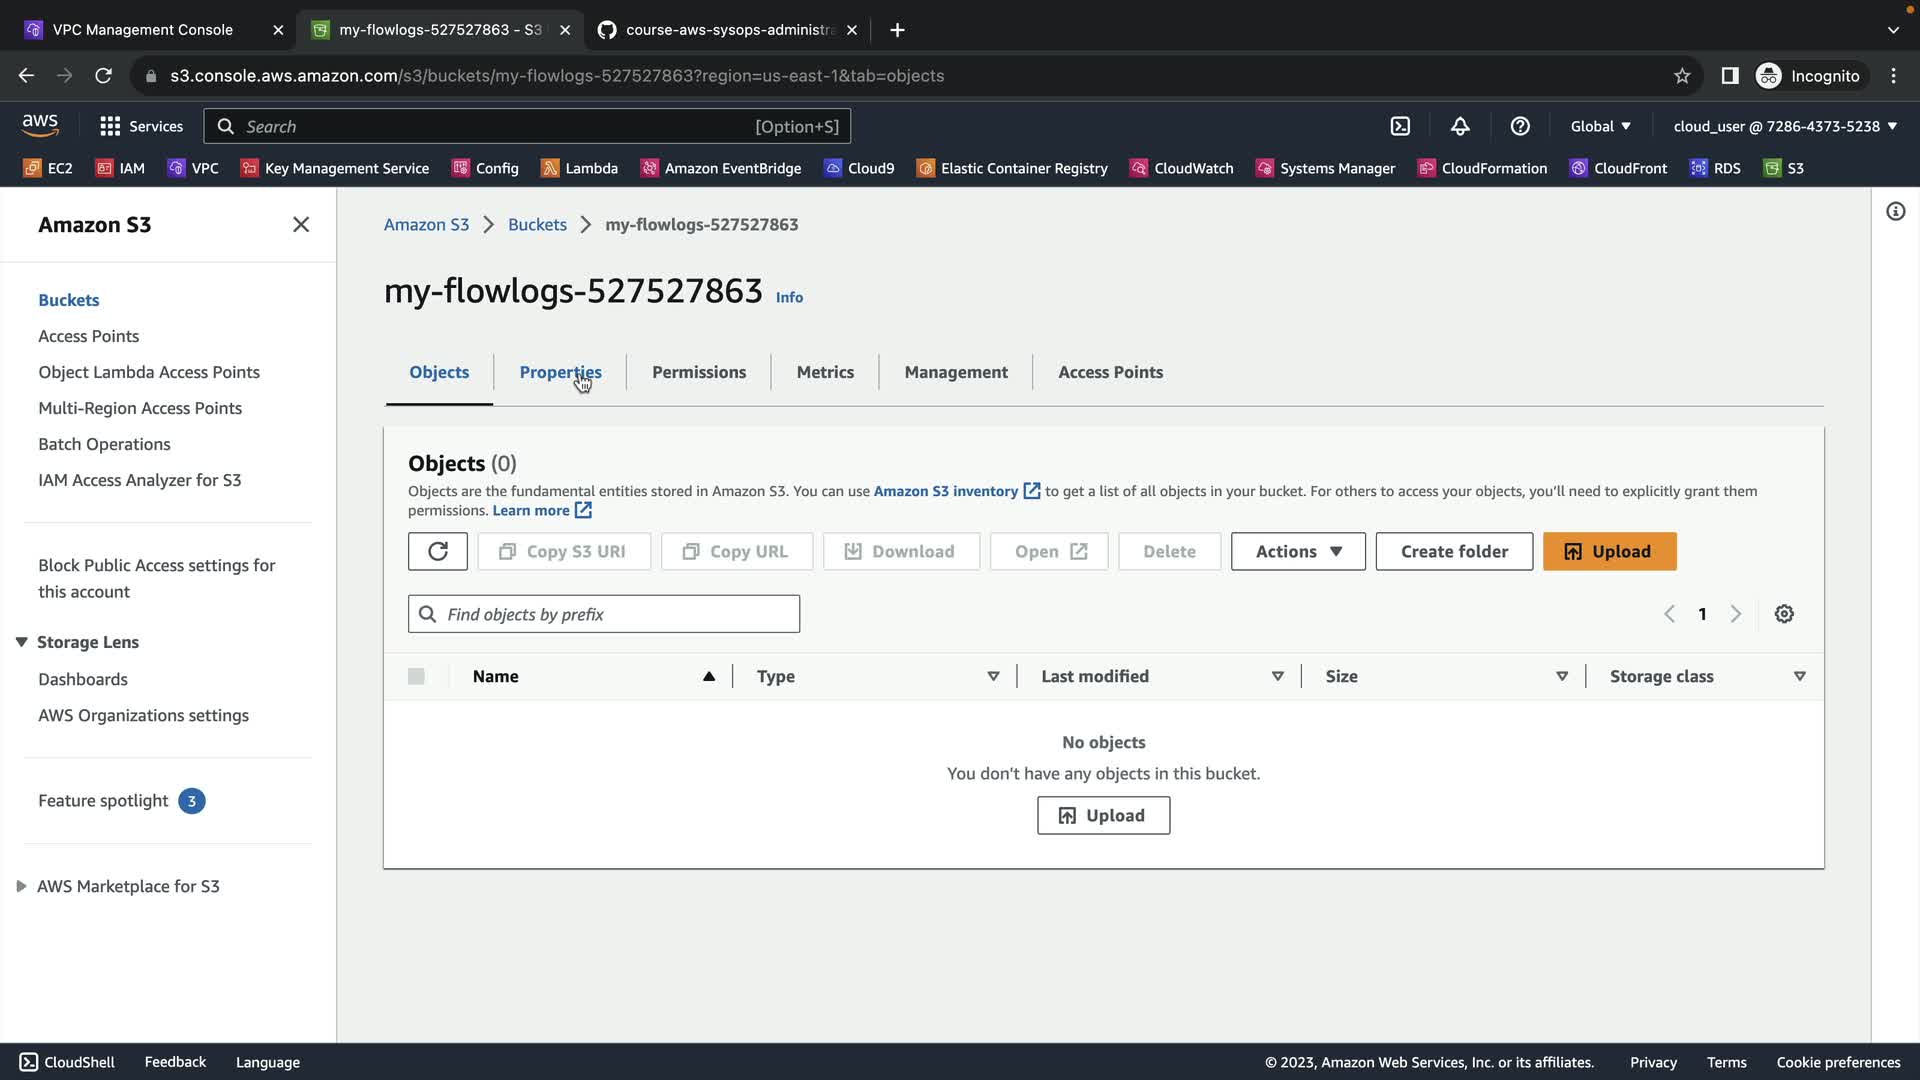 VPC Management Console
my-flowlogs-527527863 - S3
course-aws-sysops-administra
s3.console.aws.amazon.com/s3/buckets/my-flowlogs-527527863?region=us-east-1&tab=objects
Incognito
aws
Services
Search
[Option+S]
Global
cloud_user @ 7286-4373-5238
EC2
IAM
VPC
Key Management Service
Config
Lambda
Amazon EventBridge
Cloud9
Elastic Container Registry
CloudWatch
Systems Manager
CloudFormation
CloudFront
RDS
S3
Amazon S3
Buckets
Access Points
Object Lambda Access Points
Multi-Region Access Points
Batch Operations
IAM Access Analyzer for S3
Block Public Access settings for
this account
Storage Lens
Dashboards
AWS Organizations settings
Feature spotlight 3
AWS Marketplace for S3
Amazon S3 > Buckets > my-flowlogs-527527863
my-flowlogs-527527863 Info
Objects
Properties
Permissions
Metrics
Management
Access Points
Objects (0)
Objects are the fundamental entities stored in Amazon S3. You can use Amazon S3 inventory to get a list of all objects in your bucket. For others to access your objects, you'll need to explicitly grant them
permissions. Learn more
Copy S3 URI
Copy URL
Download
Open
Delete
Actions
Create folder
Upload
Find objects by prefix
1
Name
Type
Last modified
Size
Storage class
No objects
You don't have any objects in this bucket.
Upload
CloudShell
Feedback
Language
© 2023, Amazon Web Services, Inc. or its affiliates.
Privacy
Terms
Cookie preferences